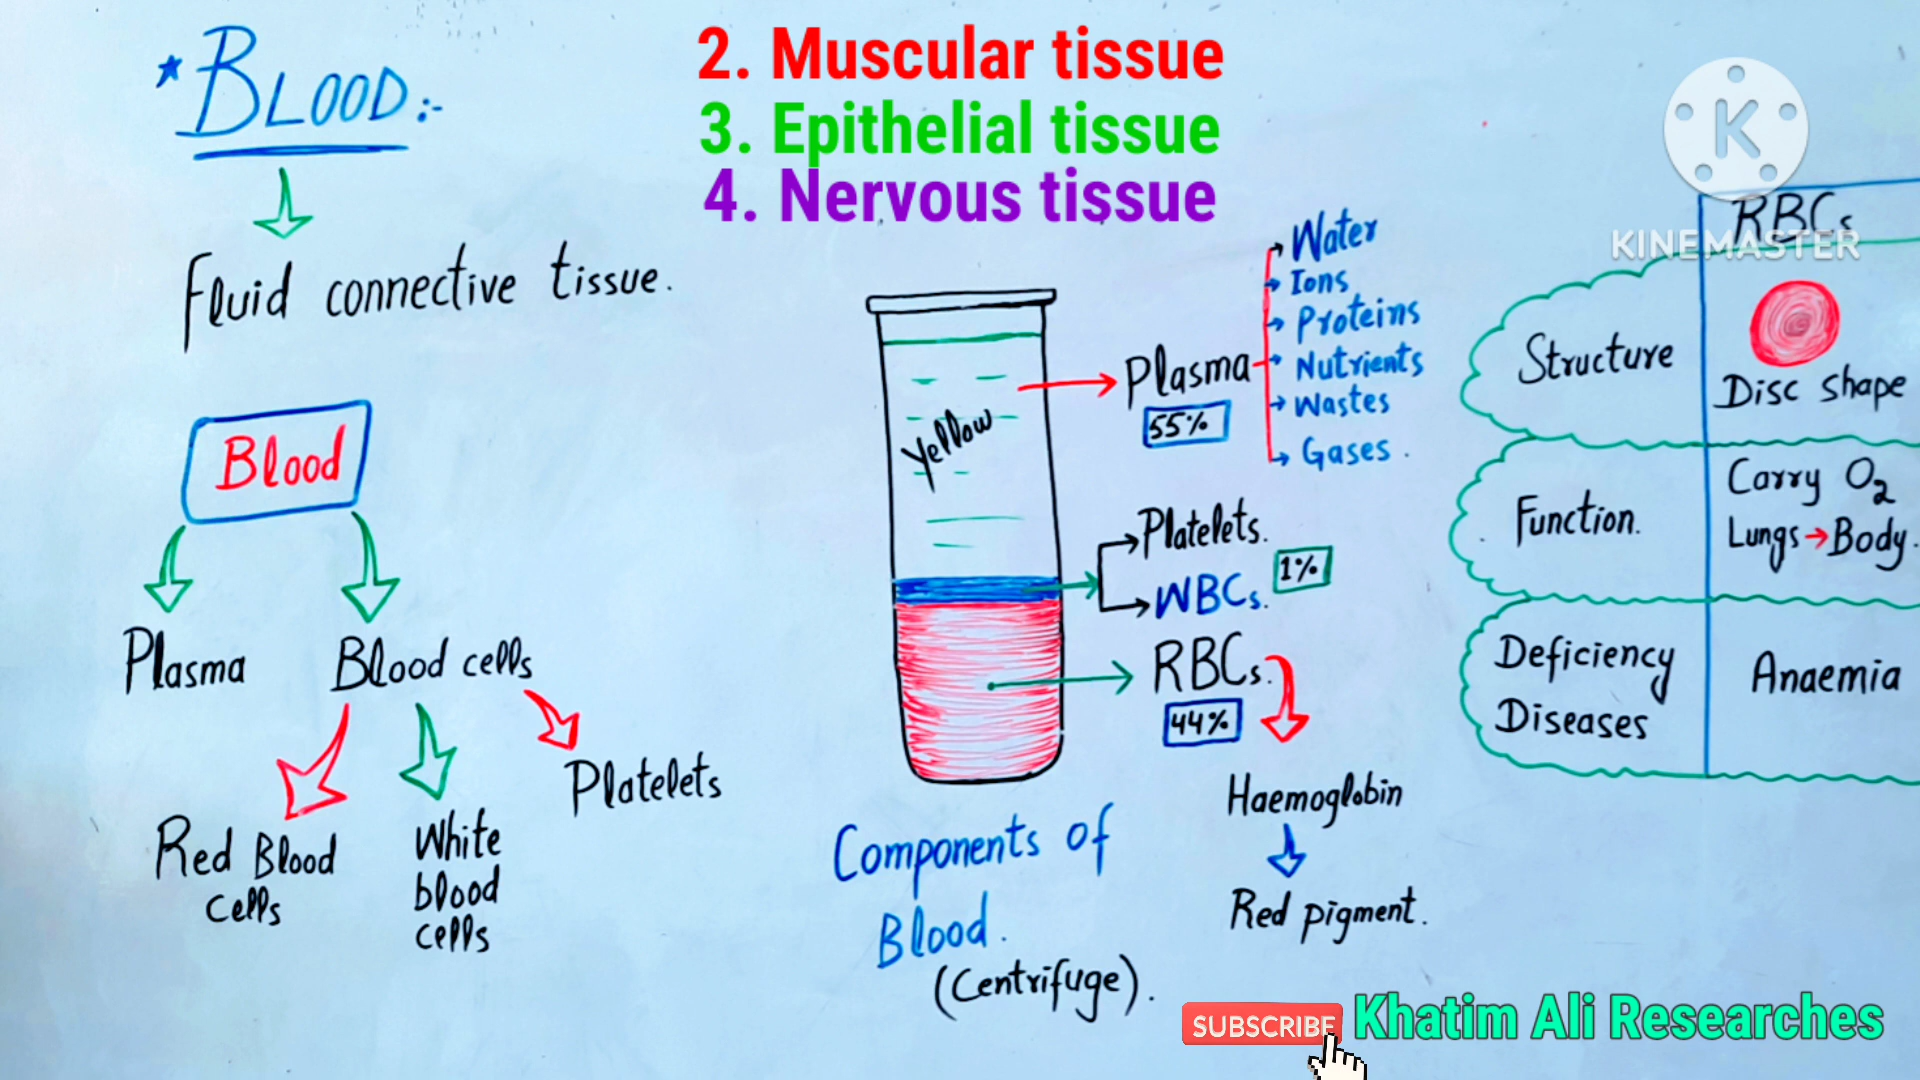 * BLOOD:-
Fluid connective tissue.
Blood
Plasma
Blood cells
Red Blood
cells
White
blood
cells
Platelets
2. Muscular tissue
3. Epithelial tissue
4. Nervous tissue
Yellow
Plasma
55%
Water
Ions
Proteins
Nutrients
Wastes
Gases.
Platelets.
WBCs.
1%
RBCs.
44%
Haemoglobin
Red pigment.
Components of
Blood.
(Centrifuge).
K
KINEMASTER
RBCs
Structure
Disc shape
Function.
Carry O2
Lungs → Body.
Deficiency
Diseases
Anaemia
SUBSCRIBE
Khatim Ali Researches